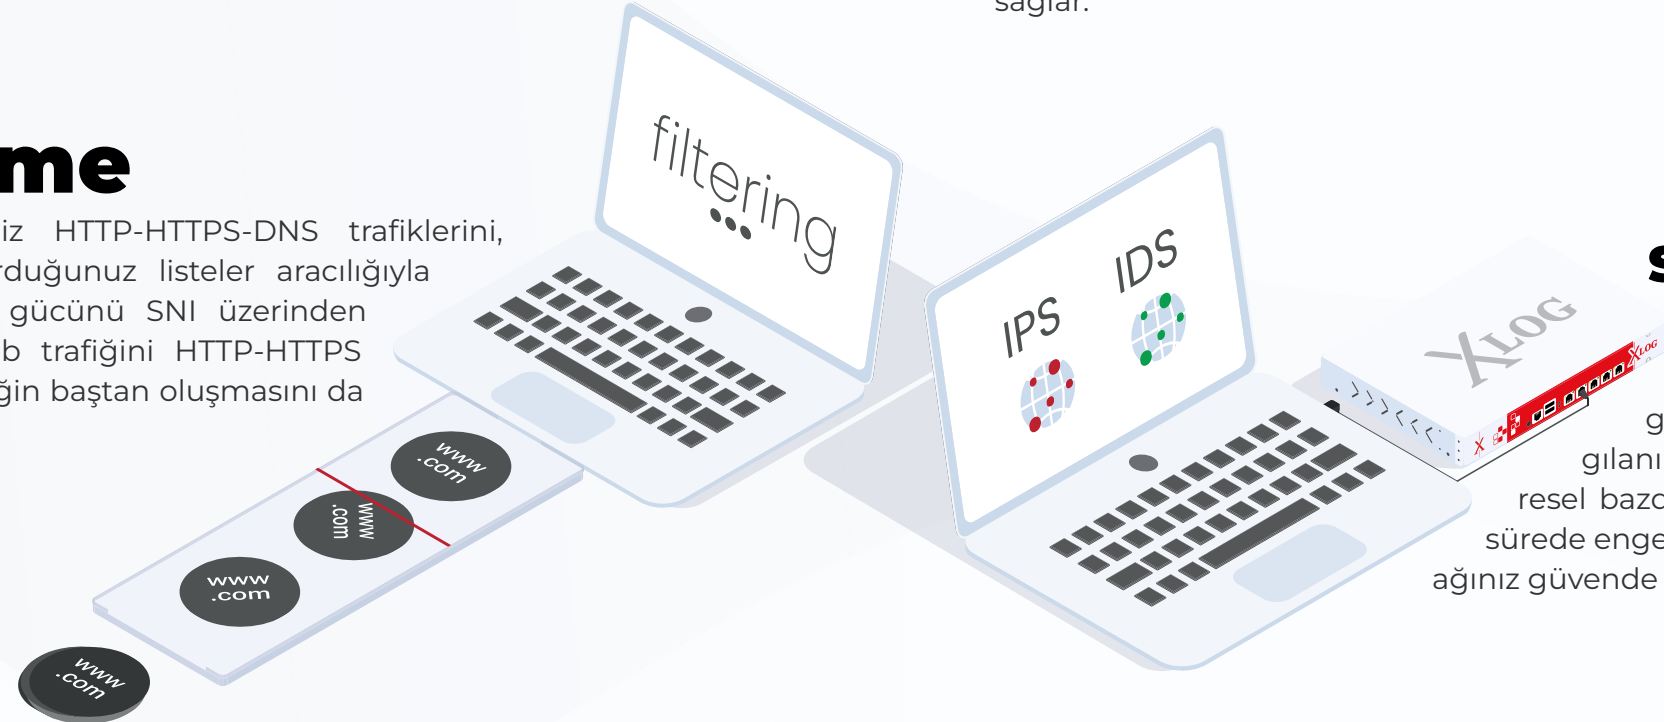 sağlar.
me
iz HTTP-HTTPS-DNS trafiklerini,
rduğunuz listeler aracılığıyla
gücünü SNI üzerinden
b trafiğini HTTP-HTTPS
ğin baştan oluşmasını da
filtering
IPS
IDS
XLOG
XLOG
X
s
g
gılanı
resel bazd
sürede enge
ağınız güvende
www
.com
www
.com
www
.com
www
.com